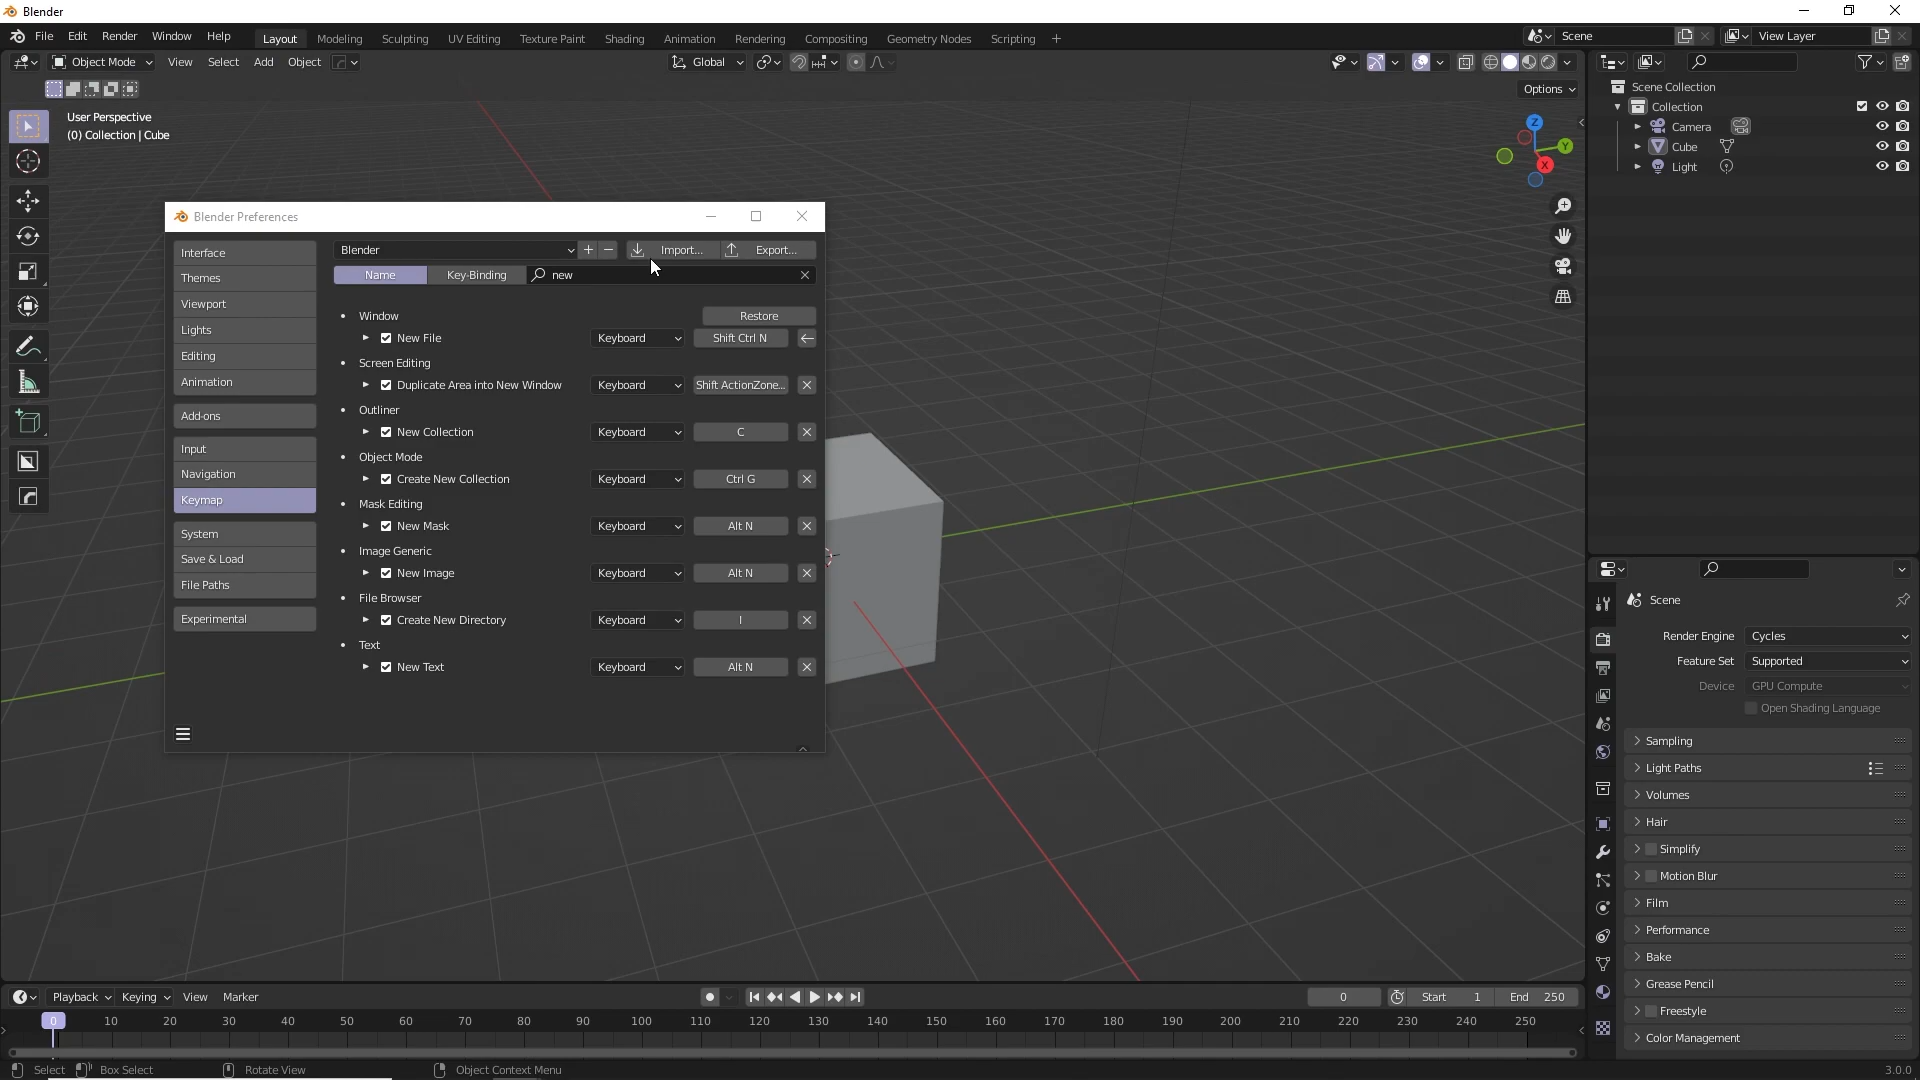 Blender
File Edit Render Window Help Layout Modeling Sculpting UV Editing Texture Paint Shading Animation Rendering Compositing Geometry Nodes Scripting + Scene View Layer
Object Mode View Select Add Object Global
Options
User Perspective
(0) Collection | Cube
Z
Y
X
Scene Collection
Collection
Camera
Cube
Light
Blender Preferences
Interface
Themes
Viewport
Lights
Editing
Animation
Add-ons
Input
Navigation
Keymap
System
Save & Load
File Paths
Experimental
Blender + − Import... Export...
Name Key-Binding new
Window Restore
New File Keyboard Shift Ctrl N
Screen Editing
Duplicate Area into New Window Keyboard Shift ActionZone...
Outliner
New Collection Keyboard C
Object Mode
Create New Collection Keyboard Ctrl G
Mask Editing
New Mask Keyboard Alt N
Image Generic
New Image Keyboard Alt N
File Browser
Create New Directory Keyboard I
Text
New Text Keyboard Alt N
Scene
Render Engine Cycles
Feature Set Supported
Device GPU Compute
Open Shading Language
Sampling
Light Paths
Volumes
Hair
Simplify
Motion Blur
Film
Performance
Bake
Grease Pencil
Freestyle
Color Management
Playback Keying View Marker 0 Start 1 End 250
0 10 20 30 40 50 60 70 80 90 100 110 120 130 140 150 160 170 180 190 200 210 220 230 240 250
Select Box Select Rotate View Object Context Menu 3.0.0